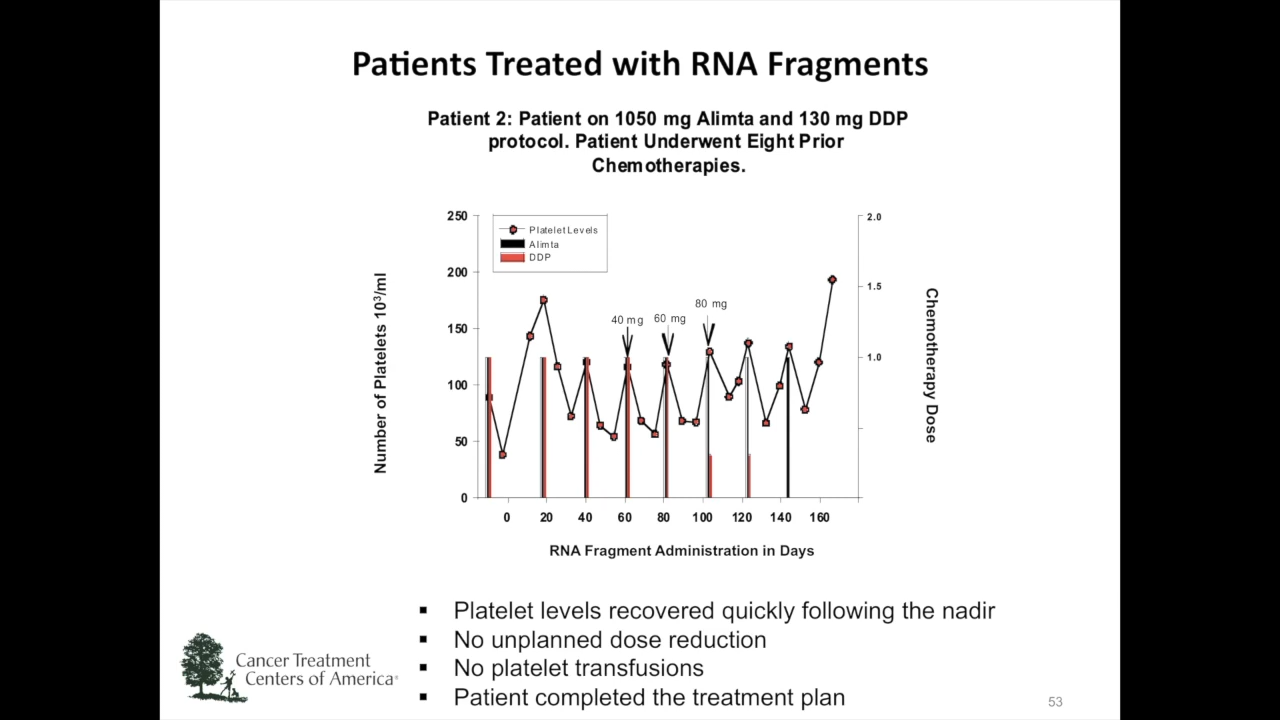 Patients Treated with RNA Fragments
Patient 2: Patient on 1050 mg Alimta and 130 mg DDP
protocol. Patient Underwent Eight Prior
Chemotherapies.
250
200
150
100
50
0
Number of Platelets 10³/ml
Platelet Levels
Alimta
DDP
40 mg
60 mg
80 mg
2.0
1.5
1.0
Chemotherapy Dose
0 20 40 60 80 100 120 140 160
RNA Fragment Administration in Days
▪ Platelet levels recovered quickly following the nadir
▪ No unplanned dose reduction
▪ No platelet transfusions
▪ Patient completed the treatment plan
Cancer Treatment
Centers of America®
53